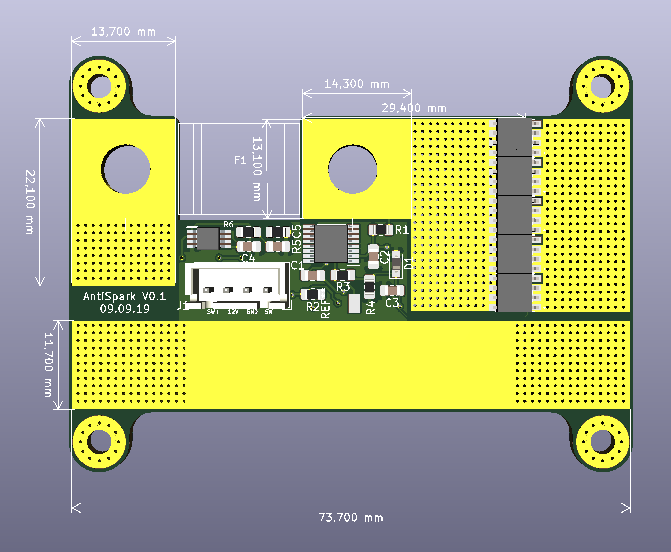 13,700 mm
14,300 mm
29,400 mm
22,100 mm
13,100 mm
F1
R6
C5
R5
C4
R1
C2
D1
C1
R3
R2
REF
R4
C3
J1
SW1 12V GND SW
AntiSpark V0.1
09.09.19
11,700 mm
73,700 mm